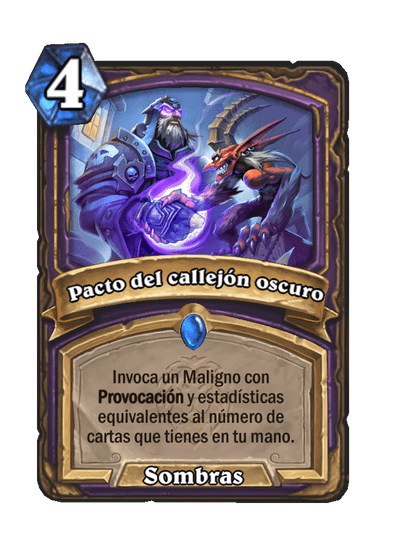 4
Pacto del callejón oscuro
Invoca un Maligno con
Provocación y estadísticas
equivalentes al número de
cartas que tienes en tu mano.
Sombras